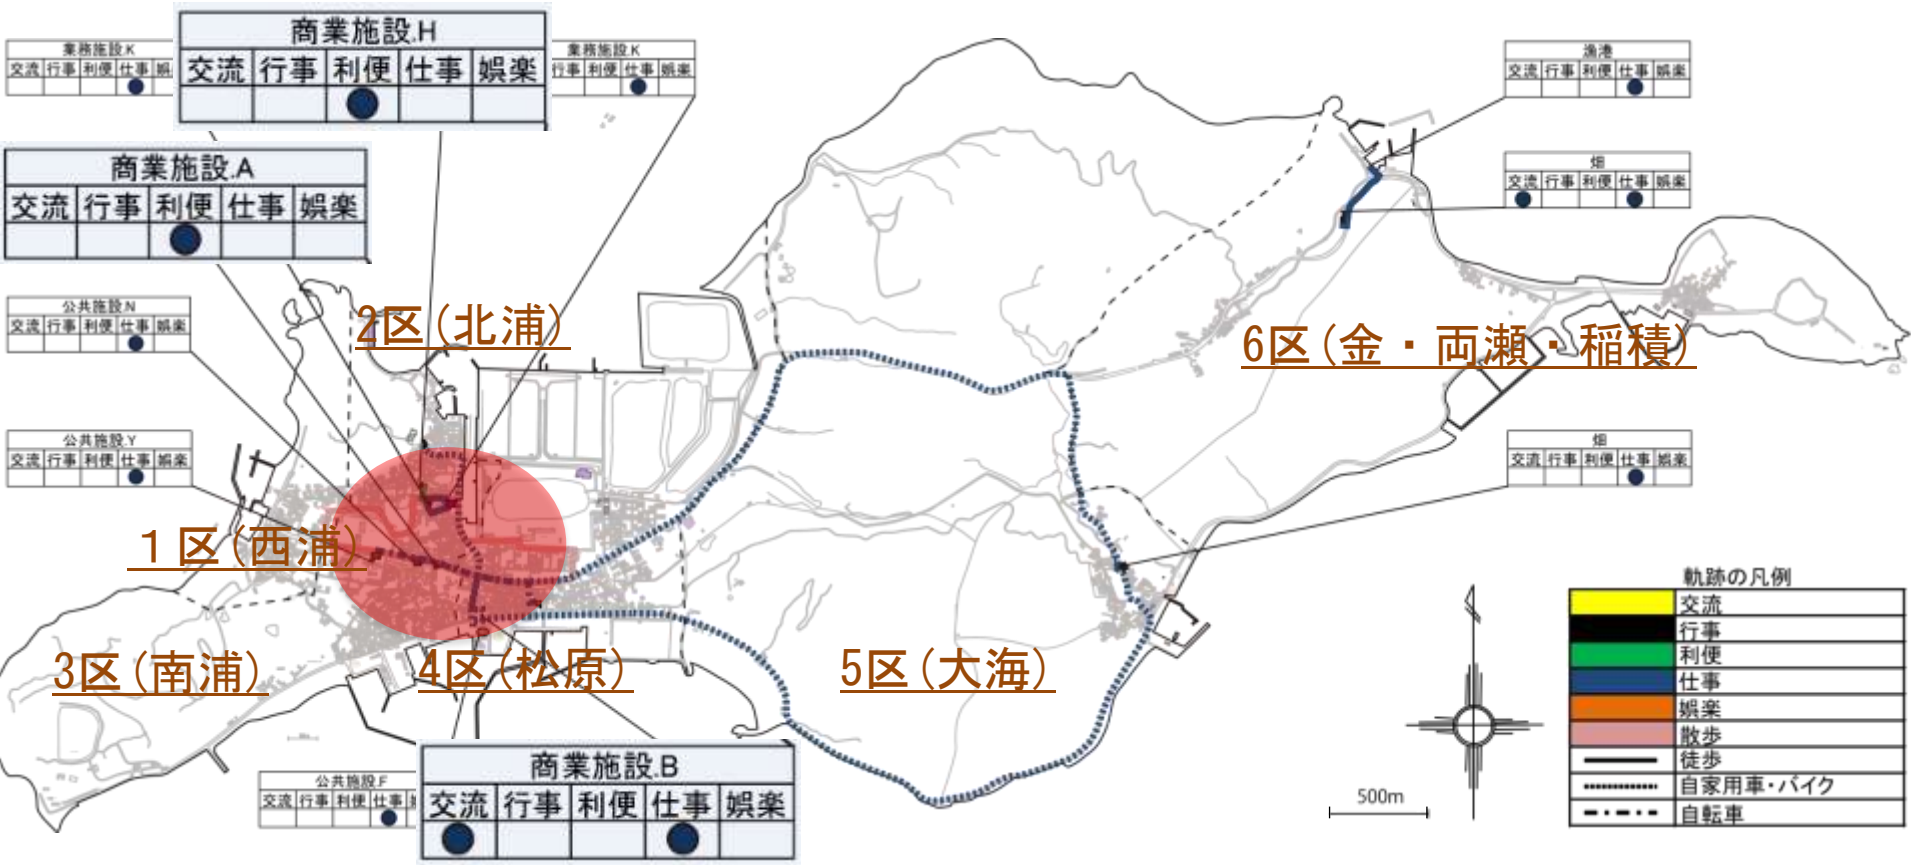 業務施設.K
交流 行事 利便 仕事 娯
商業施設.H
交流 行事 利便 仕事 娯楽
業務施設.K
行事 利便 仕事 娯楽
漁港
交流 行事 利便 仕事 娯楽
商業施設.A
交流 行事 利便 仕事 娯楽
畑
交流 行事 利便 仕事 娯楽
公共施設.N
交流 行事 利便 仕事 娯楽
2区(北浦)
6区(金・両瀬・稲積)
公共施設.Y
交流 行事 利便 仕事 娯楽
畑
交流 行事 利便 仕事 娯楽
1区(西浦)
3区(南浦)
4区(松原)
5区(大海)
軌跡の凡例
交流
行事
利便
仕事
娯楽
散歩
徒歩
自家用車・バイク
自転車
500m
公共施設.F
交流 行事 利便 仕事
商業施設.B
交流 行事 利便 仕事 娯楽